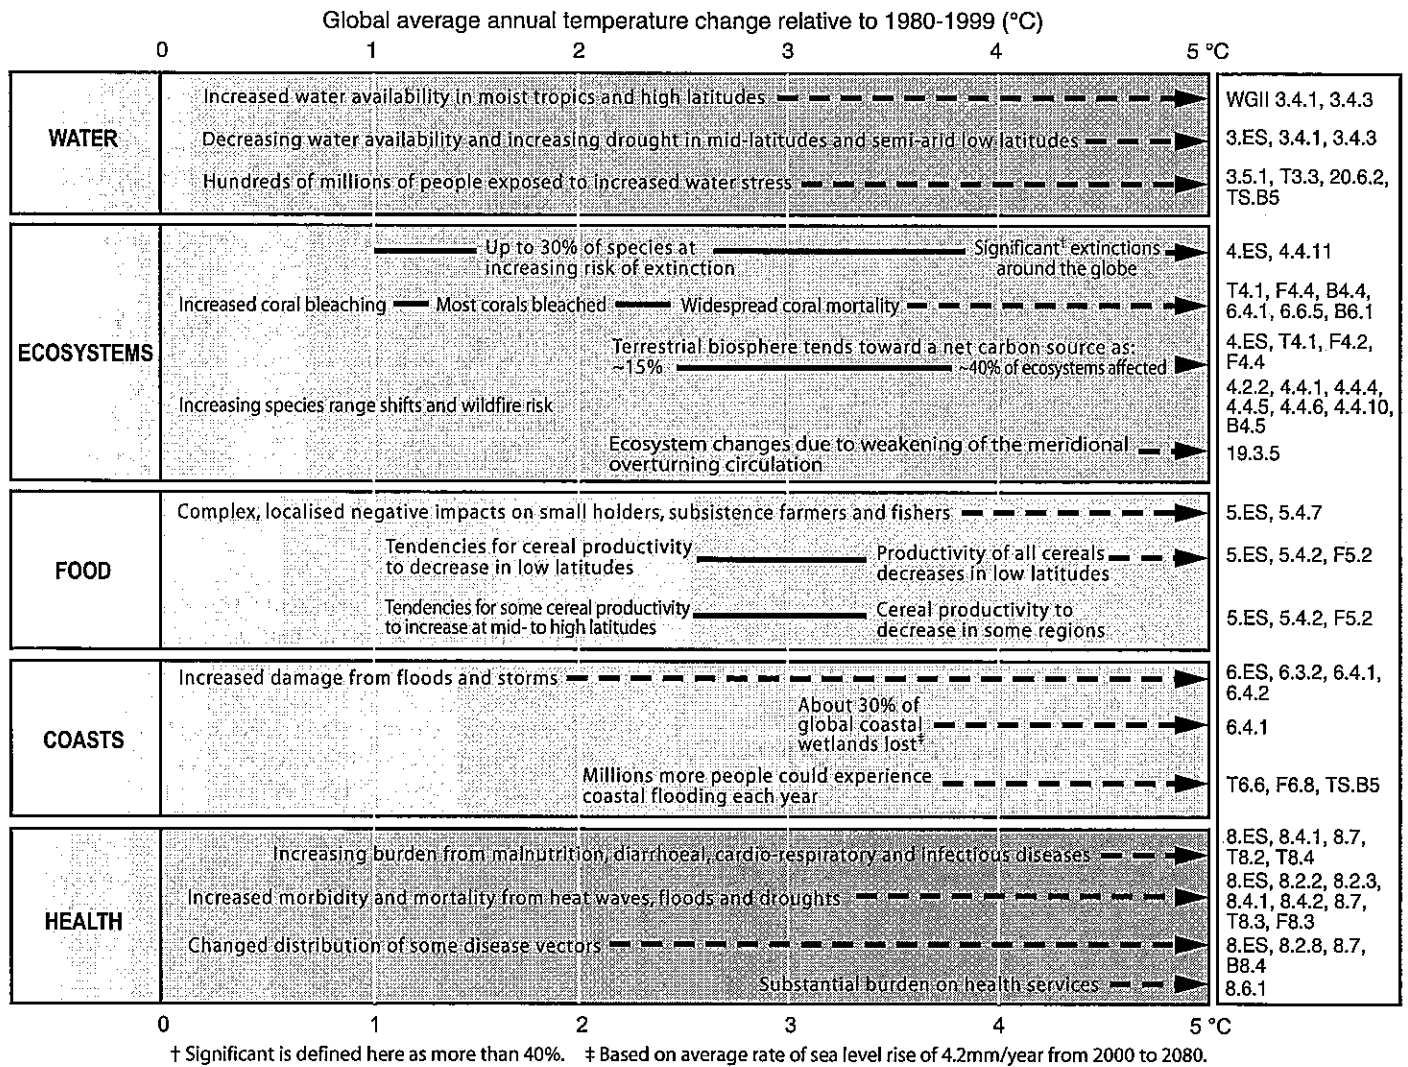 Global average annual temperature change relative to 1980-1999 (°C)
0 1 2 3 4 5 °C
WATER
Increased water availability in moist tropics and high latitudes
WGII 3.4.1, 3.4.3
Decreasing water availability and increasing drought in mid-latitudes and semi-arid low latitudes
3.ES, 3.4.1, 3.4.3
Hundreds of millions of people exposed to increased water stress
3.5.1, T3.3, 20.6.2,
TS.B5
ECOSYSTEMS
Up to 30% of species at
increasing risk of extinction
Significant‡ extinctions
around the globe
4.ES, 4.4.11
Increased coral bleaching
Most corals bleached
Widespread coral mortality
T4.1, F4.4, B4.4,
6.4.1, 6.6.5, B6.1
Terrestrial biosphere tends toward a net carbon source as:
~15%
~40% of ecosystems affected
4.ES, T4.1, F4.2,
F4.4
Increasing species range shifts and wildfire risk
4.2.2, 4.4.1, 4.4.4,
4.4.5, 4.4.6, 4.4.10,
B4.5
Ecosystem changes due to weakening of the meridional
overturning circulation
19.3.5
FOOD
Complex, localised negative impacts on small holders, subsistence farmers and fishers
5.ES, 5.4.7
Tendencies for cereal productivity
to decrease in low latitudes
Productivity of all cereals
decreases in low latitudes
5.ES, 5.4.2, F5.2
Tendencies for some cereal productivity
to increase at mid- to high latitudes
Cereal productivity to
decrease in some regions
5.ES, 5.4.2, F5.2
COASTS
Increased damage from floods and storms
6.ES, 6.3.2, 6.4.1,
6.4.2
About 30% of
global coastal
wetlands lost‡
6.4.1
Millions more people could experience
coastal flooding each year
T6.6, F6.8, TS.B5
HEALTH
Increasing burden from malnutrition, diarrhoeal, cardio-respiratory and infectious diseases
8.ES, 8.4.1, 8.7,
T8.2, T8.4
Increased morbidity and mortality from heat waves, floods and droughts
8.ES, 8.2.2, 8.2.3,
8.4.1, 8.4.2, 8.7,
T8.3, F8.3
Changed distribution of some disease vectors
8.ES, 8.2.8, 8.7,
B8.4
Substantial burden on health services
8.6.1
0 1 2 3 4 5 °C
† Significant is defined here as more than 40%. ‡ Based on average rate of sea level rise of 4.2mm/year from 2000 to 2080.